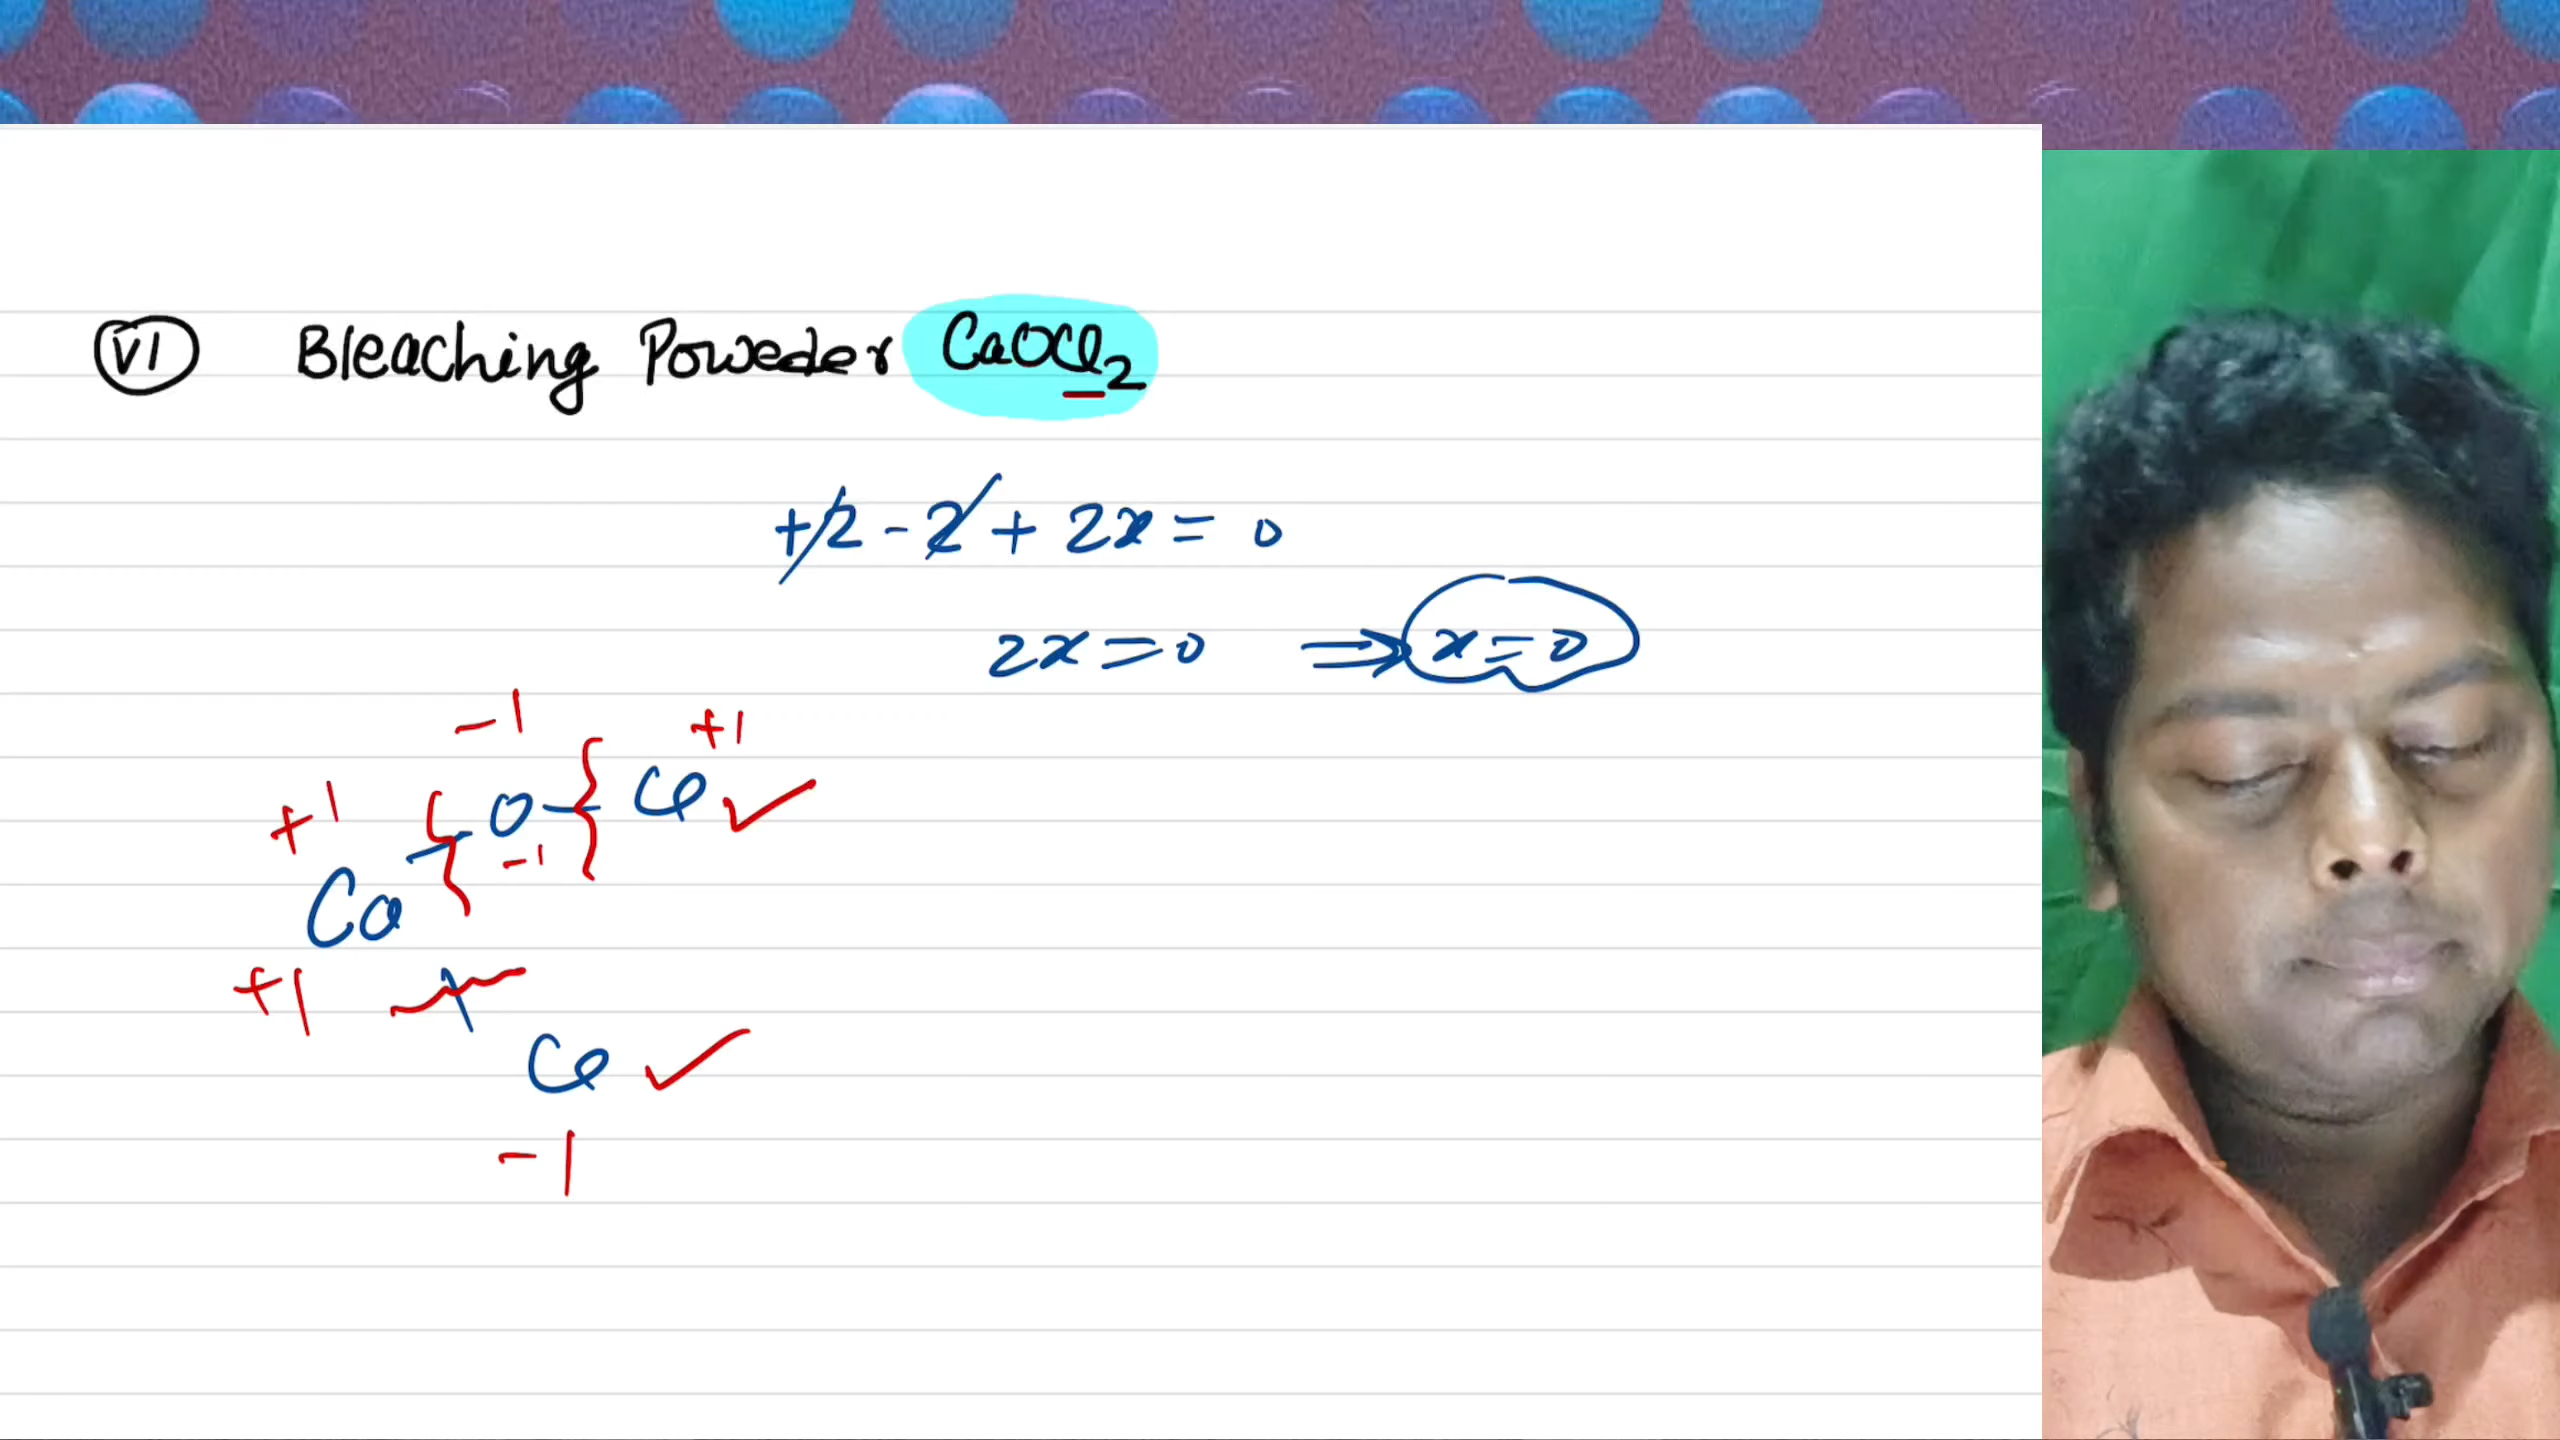 VI Bleaching Poweder CaOCl₂
+2 - 2 + 2x = 0
2x = 0 ⇒ x = 0
-1 +1
+1 O - Cl ✓
-1
Ca
+1
Cl ✓
-1